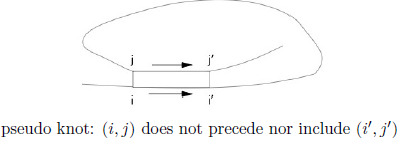 j j'
i i'
pseudo knot: (i, j) does not precede nor include (i′, j′)